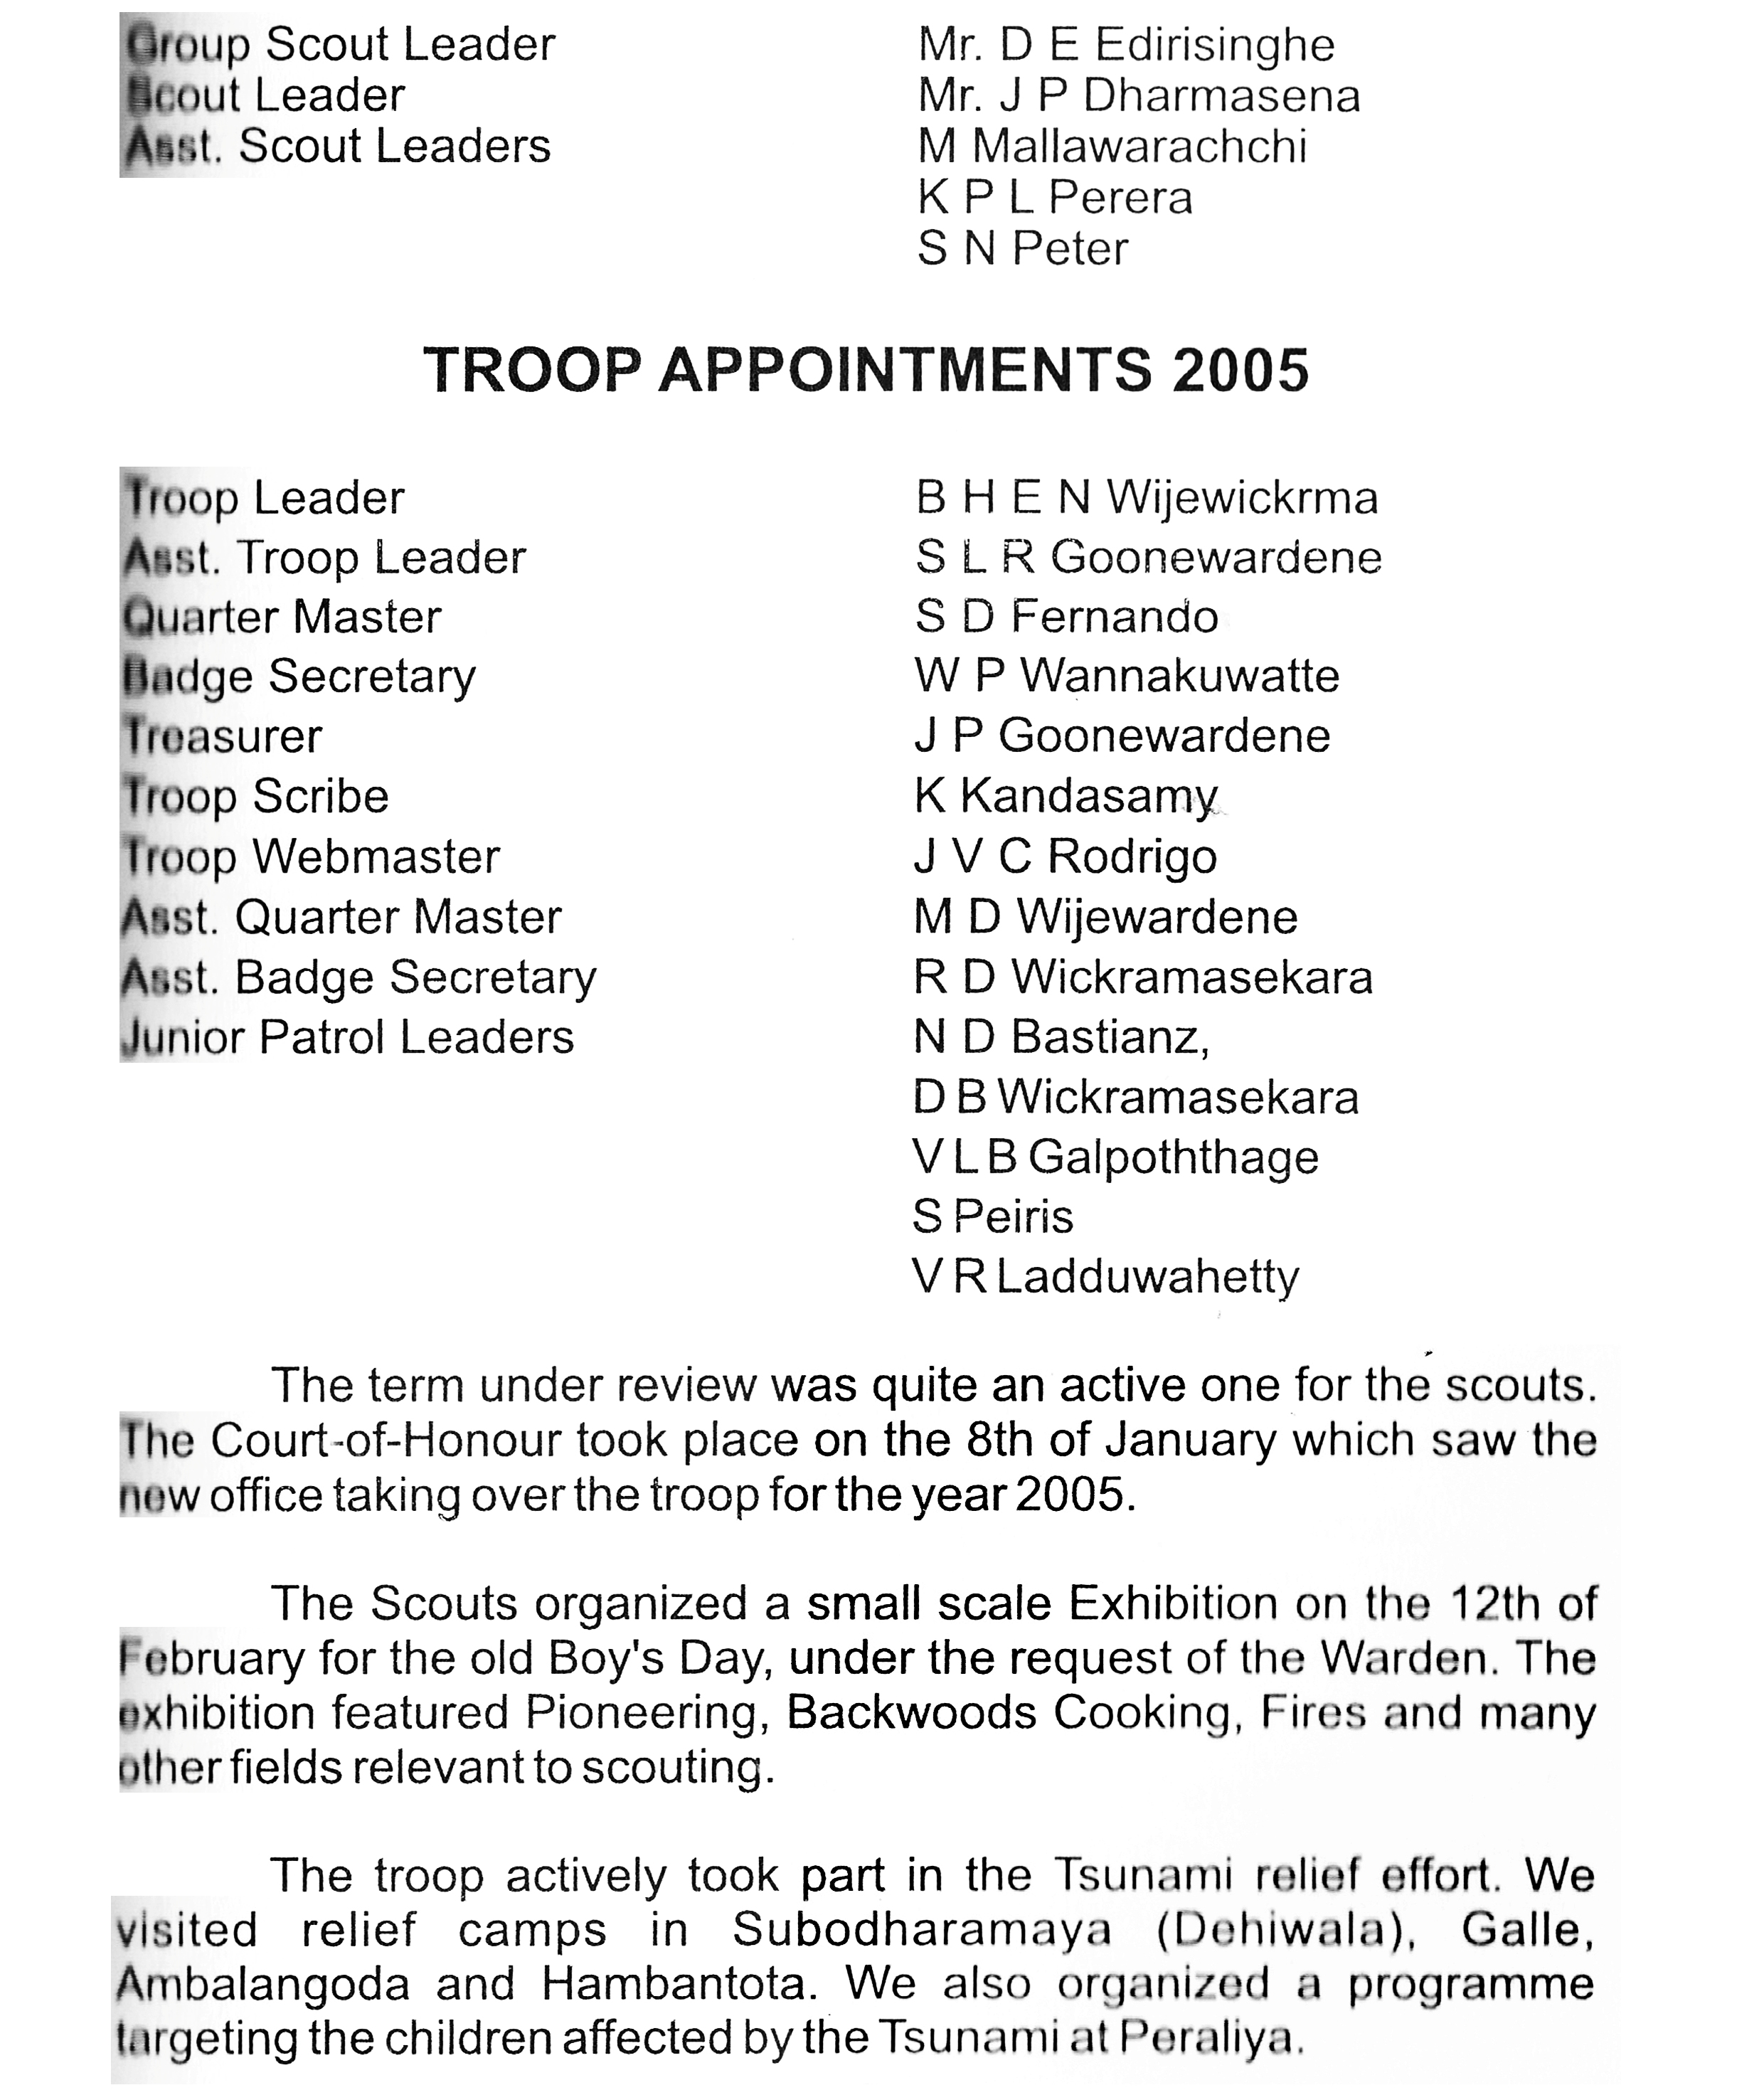 Group Scout Leader Mr. D E Edirisinghe
Scout Leader Mr. J P Dharmasena
Asst. Scout Leaders M Mallawarachchi
K P L Perera
S N Peter
TROOP APPOINTMENTS 2005
Troop Leader B H E N Wijewickrma
Asst. Troop Leader S L R Goonewardene
Quarter Master S D Fernando
Badge Secretary W P Wannakuwatte
Treasurer J P Goonewardene
Troop Scribe K Kandasamy
Troop Webmaster J V C Rodrigo
Asst. Quarter Master M D Wijewardene
Asst. Badge Secretary R D Wickramasekara
Junior Patrol Leaders N D Bastianz,
D B Wickramasekara
V L B Galpoththage
S Peiris
V R Ladduwahetty
The term under review was quite an active one for the scouts.
The Court-of-Honour took place on the 8th of January which saw the
new office taking over the troop for the year 2005.
The Scouts organized a small scale Exhibition on the 12th of
February for the old Boy's Day, under the request of the Warden. The
exhibition featured Pioneering, Backwoods Cooking, Fires and many
other fields relevant to scouting.
The troop actively took part in the Tsunami relief effort. We
visited relief camps in Subodharamaya (Dehiwala), Galle,
Ambalangoda and Hambantota. We also organized a programme
targeting the children affected by the Tsunami at Peraliya.